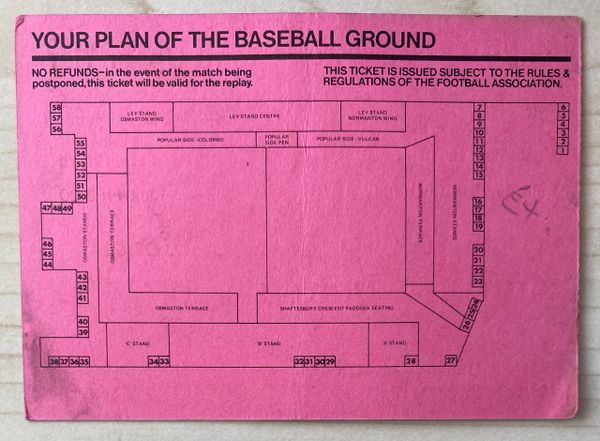 YOUR PLAN OF THE BASEBALL GROUND
NO REFUNDS—in the event of the match being
postponed, this ticket will be valid for the replay.
THIS TICKET IS ISSUED SUBJECT TO THE RULES &
REGULATIONS OF THE FOOTBALL ASSOCIATION.
58
57
56
LEY STAND
OSMASTON WING
LEY STAND CENTRE
LEY STAND
NORMANTON WING
7
8
9
10
11
12
13
14
15
6
5
4
3
2
1
POPULAR SIDE-COLOMBO
POPULAR
SIDE PEN
POPULAR SIDE-VULCAN
55
54
53
52
51
50
47 48 49
46
45
44
43
42
41
40
39
OSMASTON STANDS
OSMASTON TERRACE
NORMANTON TERRACE
NORMANTON STANDS
16
17
18
19
20
21
22
23
E4
OSMASTON TERRACE
SHAFTESBURY CRESCENT PADDOCK SEATING
26 25 24
'C' STAND
'B' STAND
'A' STAND
38 37 36 35
34 33
32 31 30 29
28
27